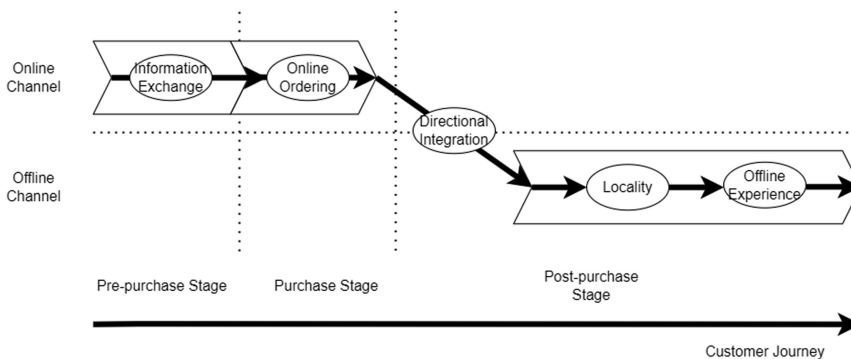 Online
Channel
Information
Exchange
Online
Ordering
Directional
Integration
Offline
Channel
Locality
Offline
Experience
Pre-purchase Stage
Purchase Stage
Post-purchase
Stage
Customer Journey